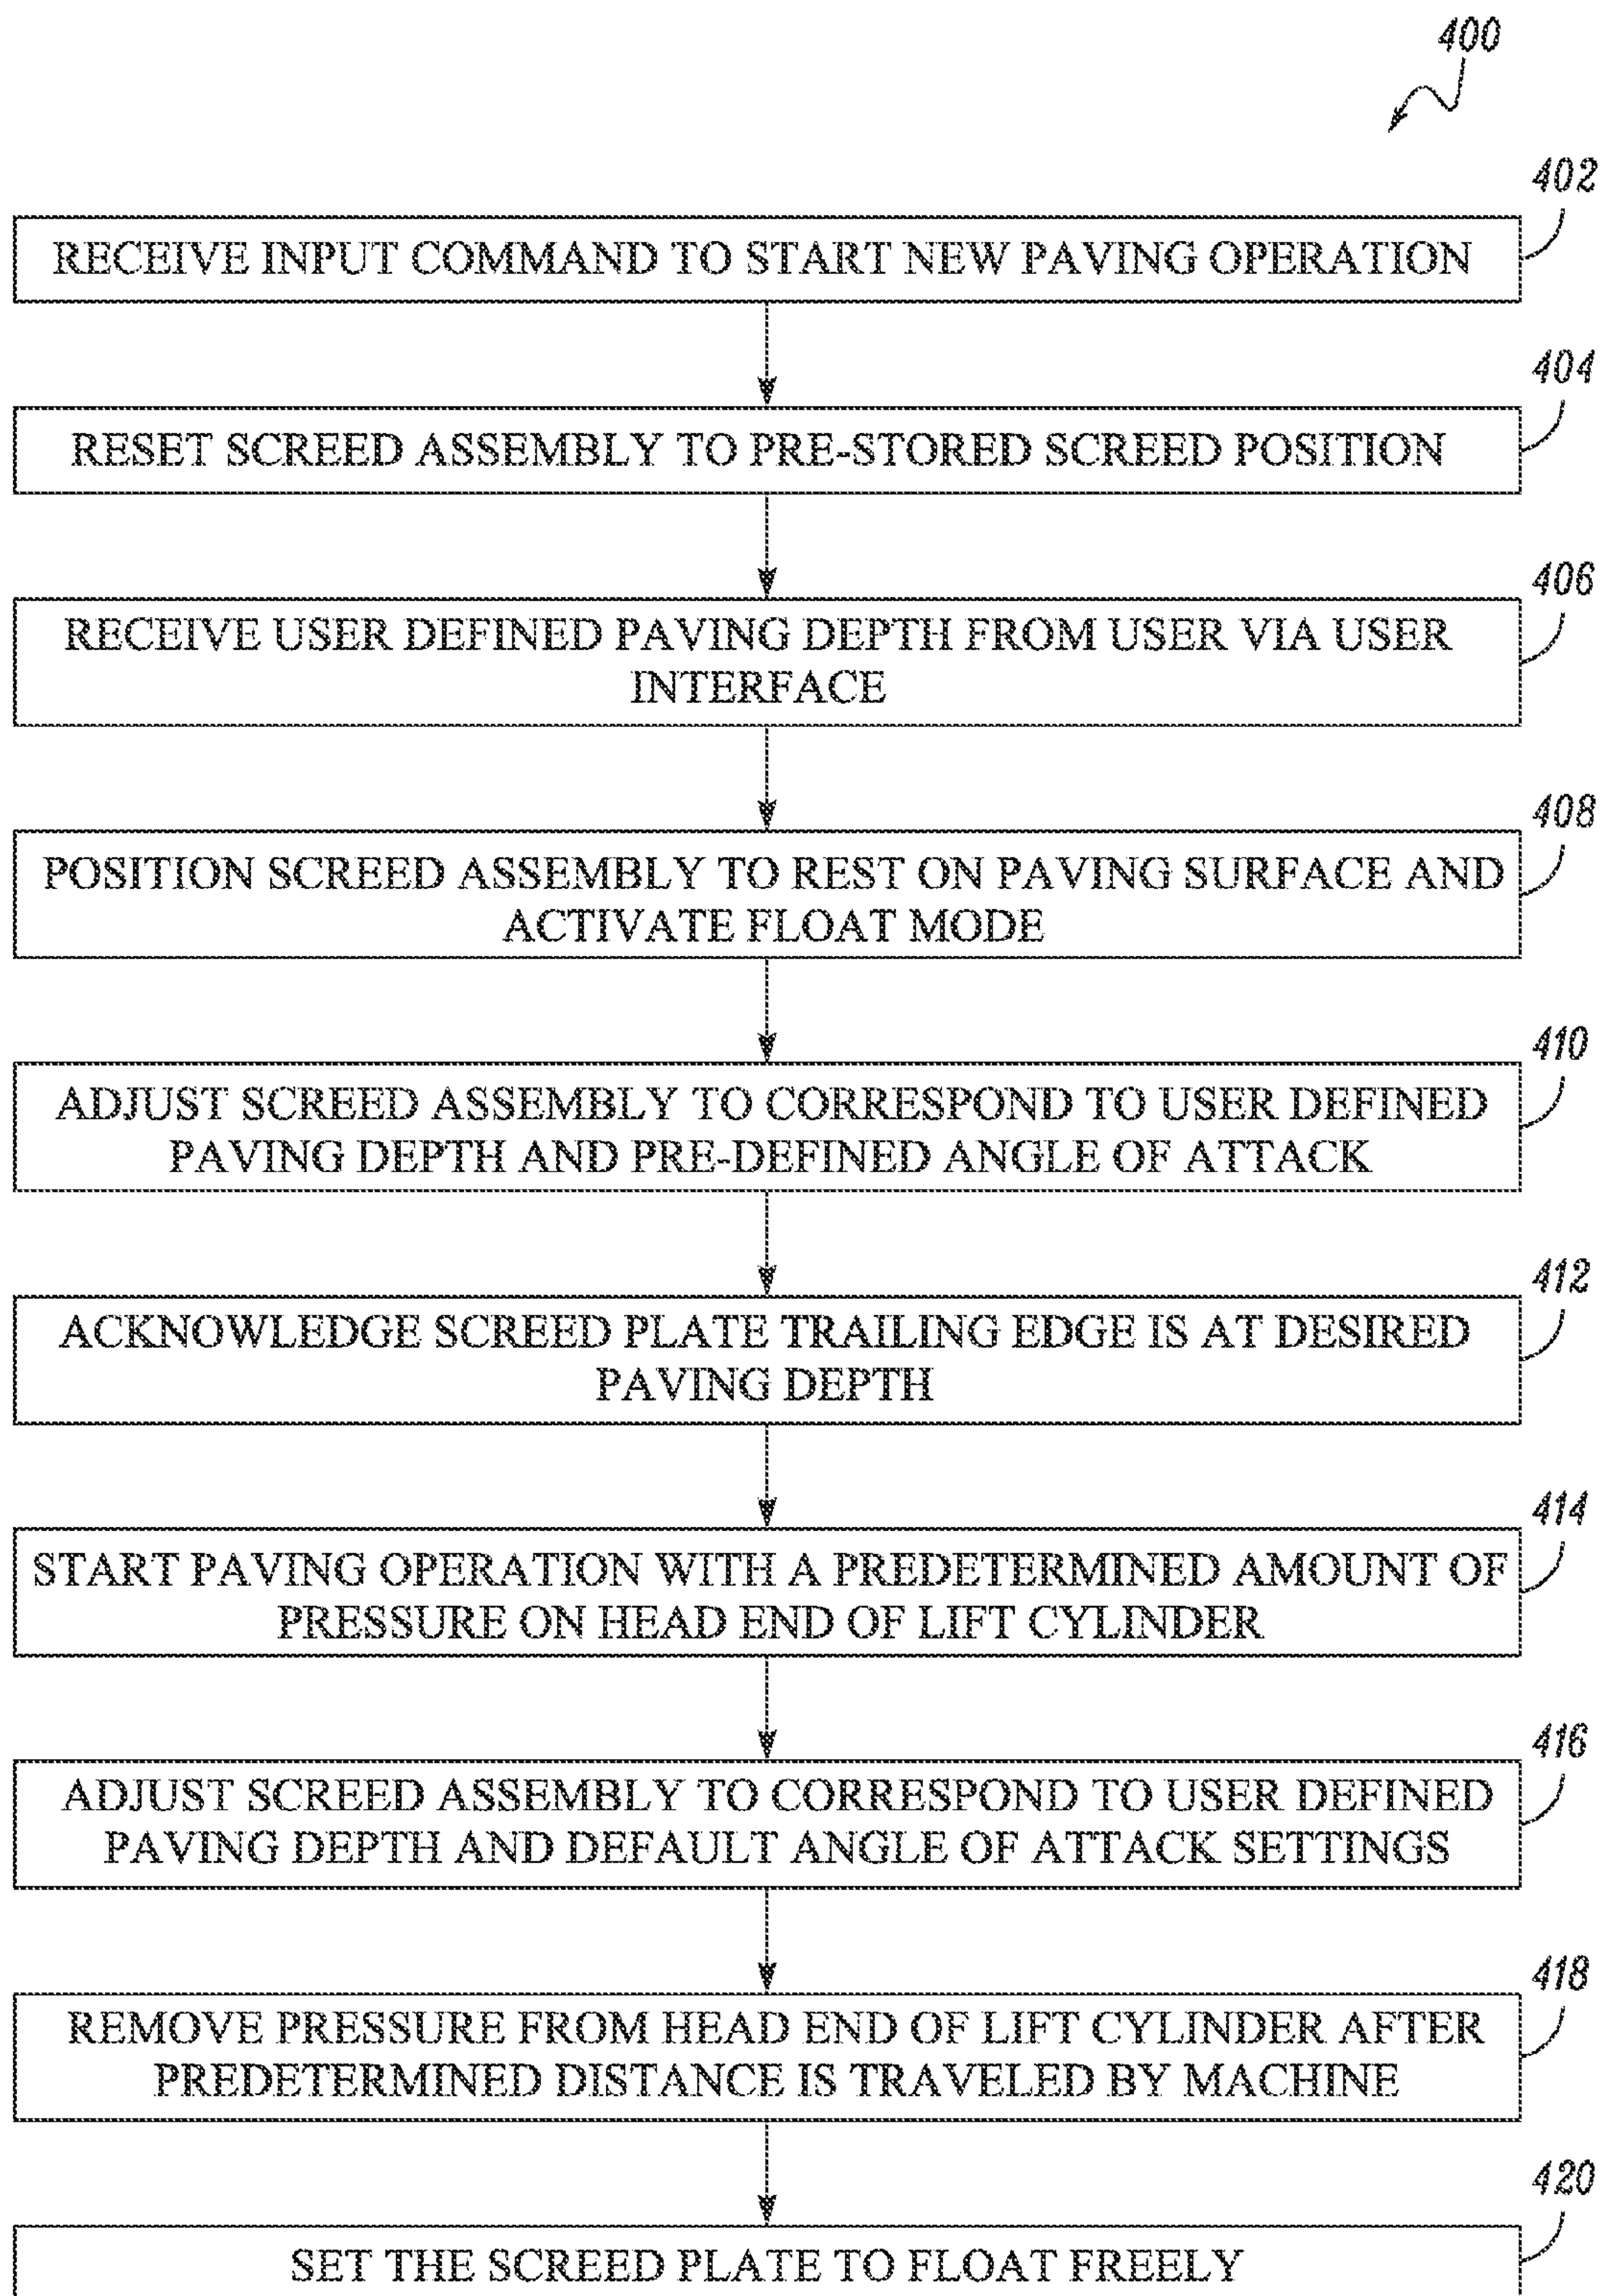 400
402
RECEIVE INPUT COMMAND TO START NEW PAVING OPERATION
404
RESET SCREED ASSEMBLY TO PRE-STORED SCREED POSITION
406
RECEIVE USER DEFINED PAVING DEPTH FROM USER VIA USER
INTERFACE
408
POSITION SCREED ASSEMBLY TO REST ON PAVING SURFACE AND
ACTIVATE FLOAT MODE
410
ADJUST SCREED ASSEMBLY TO CORRESPOND TO USER DEFINED
PAVING DEPTH AND PRE-DEFINED ANGLE OF ATTACK
412
ACKNOWLEDGE SCREED PLATE TRAILING EDGE IS AT DESIRED
PAVING DEPTH
414
START PAVING OPERATION WITH A PREDETERMINED AMOUNT OF
PRESSURE ON HEAD END OF LIFT CYLINDER
416
ADJUST SCREED ASSEMBLY TO CORRESPOND TO USER DEFINED
PAVING DEPTH AND DEFAULT ANGLE OF ATTACK SETTINGS
418
REMOVE PRESSURE FROM HEAD END OF LIFT CYLINDER AFTER
PREDETERMINED DISTANCE IS TRAVELED BY MACHINE
420
SET THE SCREED PLATE TO FLOAT FREELY